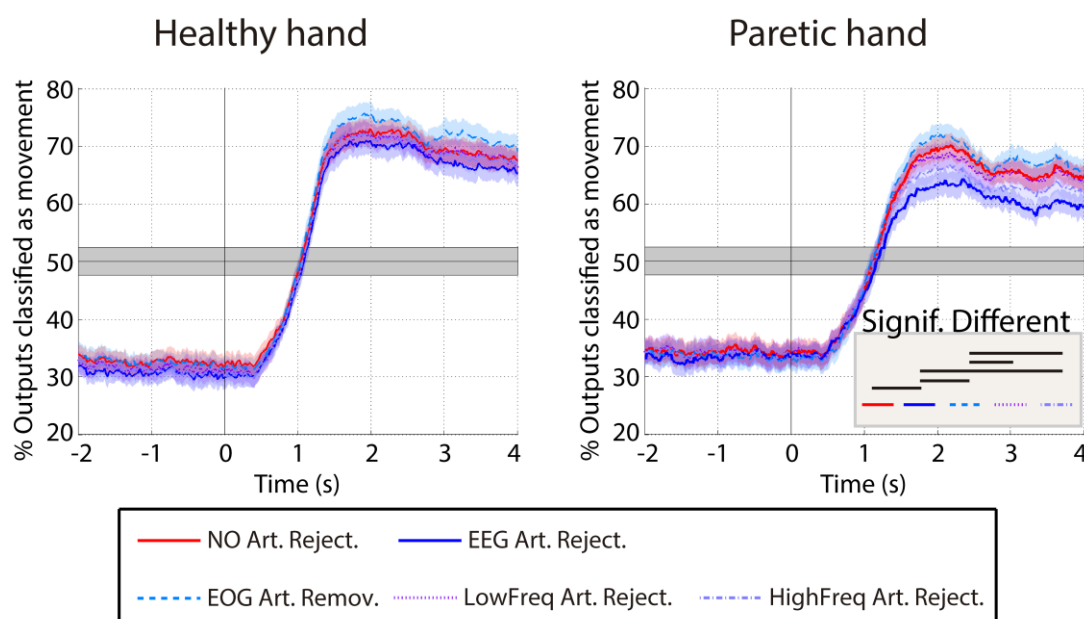 Healthy hand
% Outputs classified as movement
80
70
60
50
40
30
20
-2 -1 0 1 2 3 4
Time (s)
Paretic hand
% Outputs classified as movement
80
70
60
50
40
30
20
Signif. Different
-2 -1 0 1 2 3 4
Time (s)
NO Art. Reject.
EEG Art. Reject.
EOG Art. Remov.
LowFreq Art. Reject.
HighFreq Art. Reject.